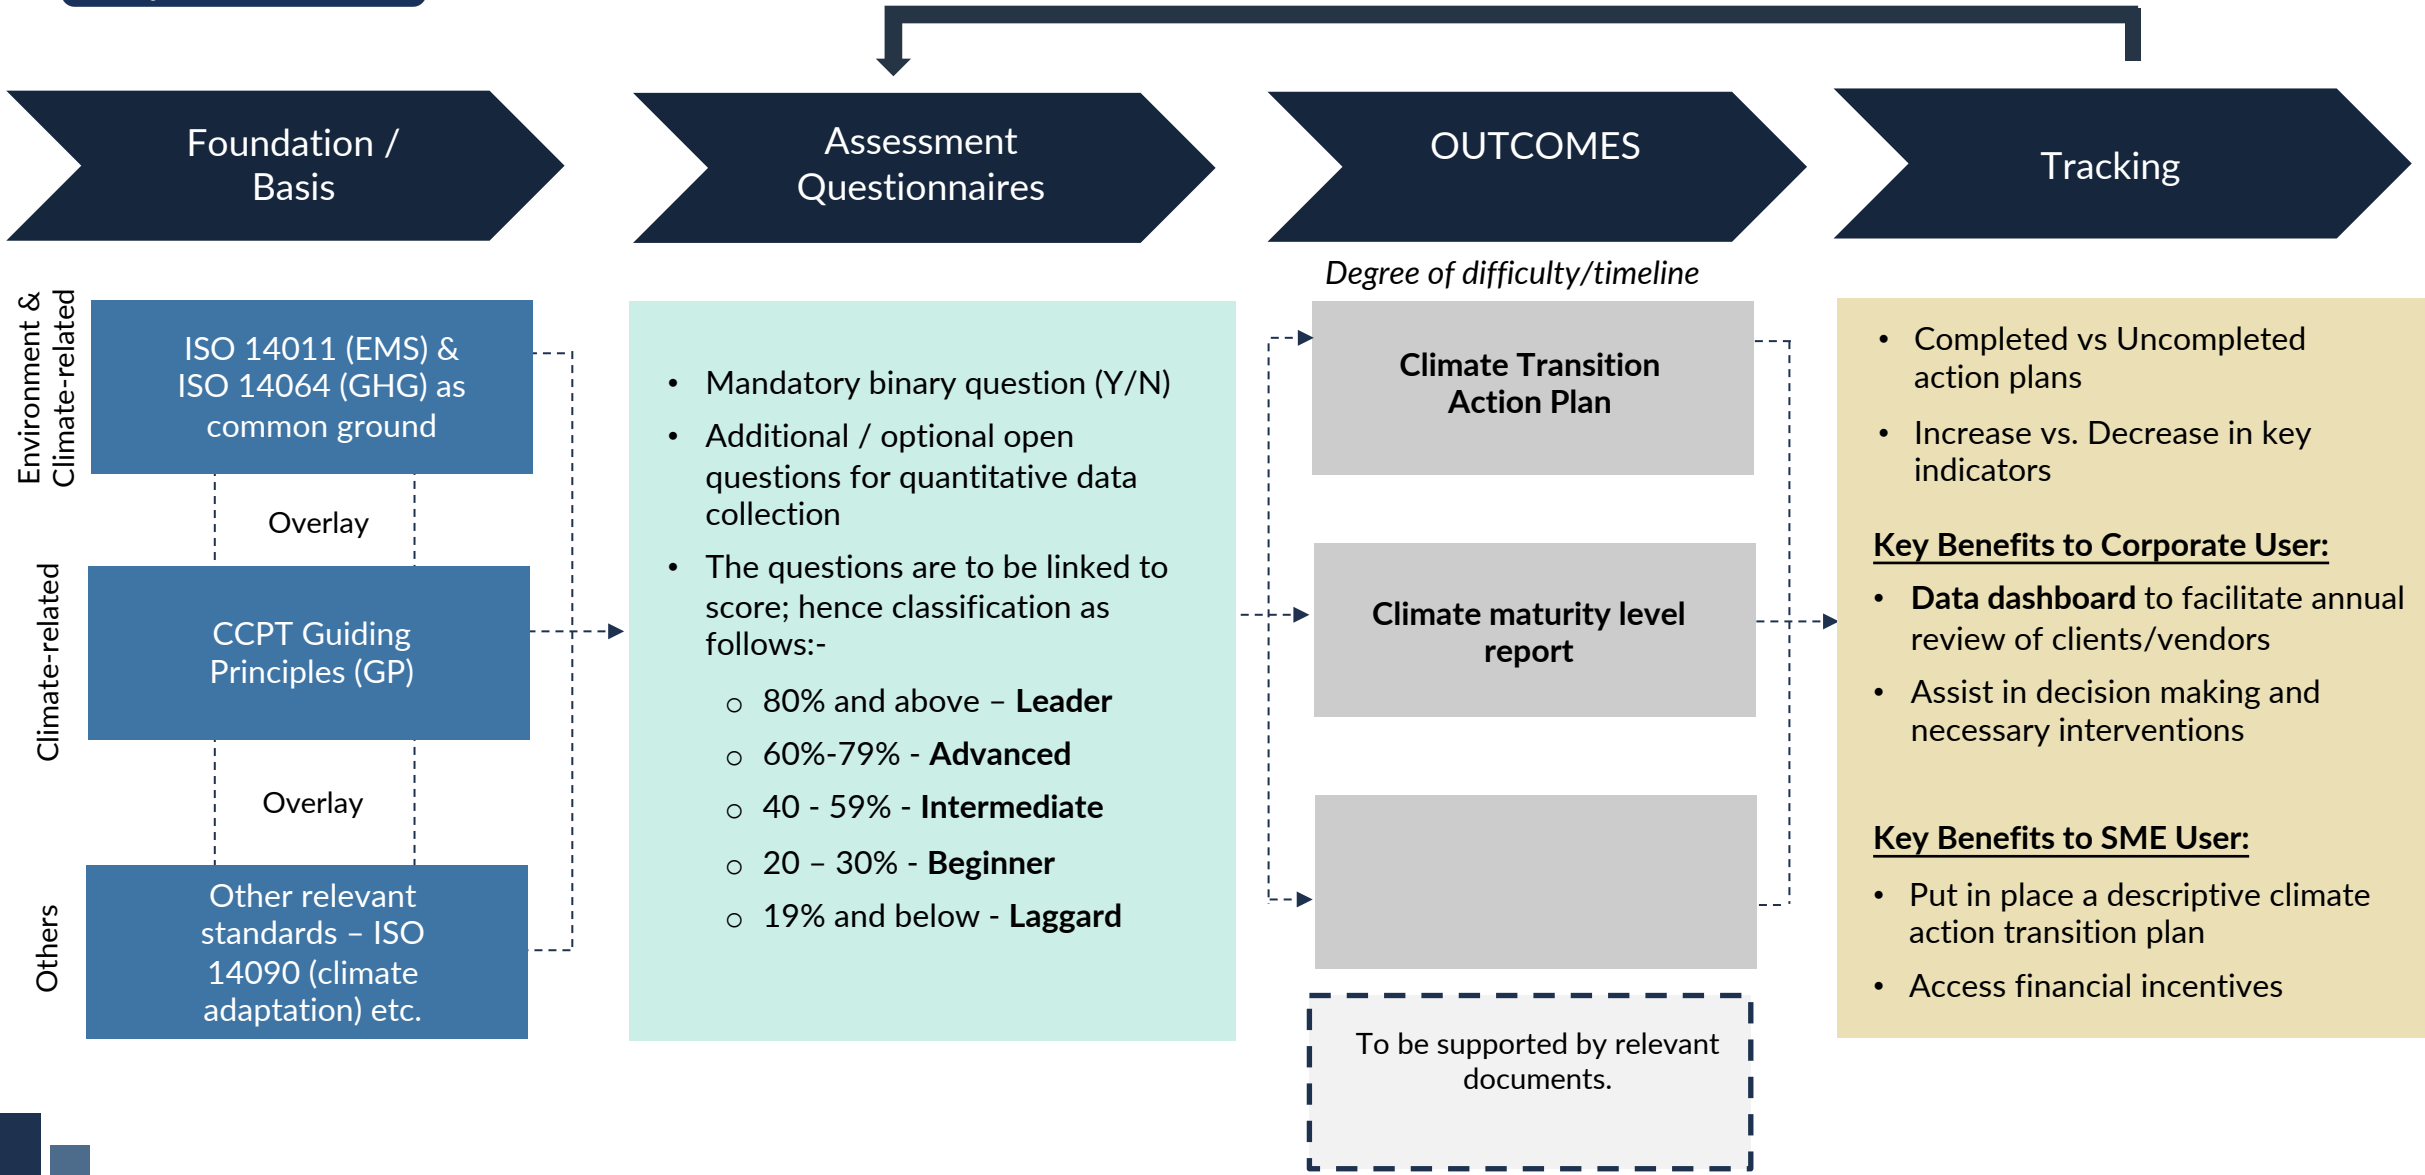 Foundation /
Basis
Assessment
Questionnaires
OUTCOMES
Tracking
Environment &
Climate-related
ISO 14011 (EMS) &
ISO 14064 (GHG) as
common ground
Overlay
Climate-related
CCPT Guiding
Principles (GP)
Overlay
Others
Other relevant
standards – ISO
14090 (climate
adaptation) etc.
• Mandatory binary question (Y/N)
• Additional / optional open
questions for quantitative data
collection
• The questions are to be linked to
score; hence classification as
follows:-
o 80% and above – Leader
o 60%-79% - Advanced
o 40 - 59% - Intermediate
o 20 – 30% - Beginner
o 19% and below - Laggard
Degree of difficulty/timeline
Climate Transition
Action Plan
Climate maturity level
report
To be supported by relevant
documents.
• Completed vs Uncompleted
action plans
• Increase vs. Decrease in key
indicators
Key Benefits to Corporate User:
• Data dashboard to facilitate annual
review of clients/vendors
• Assist in decision making and
necessary interventions
Key Benefits to SME User:
• Put in place a descriptive climate
action transition plan
• Access financial incentives